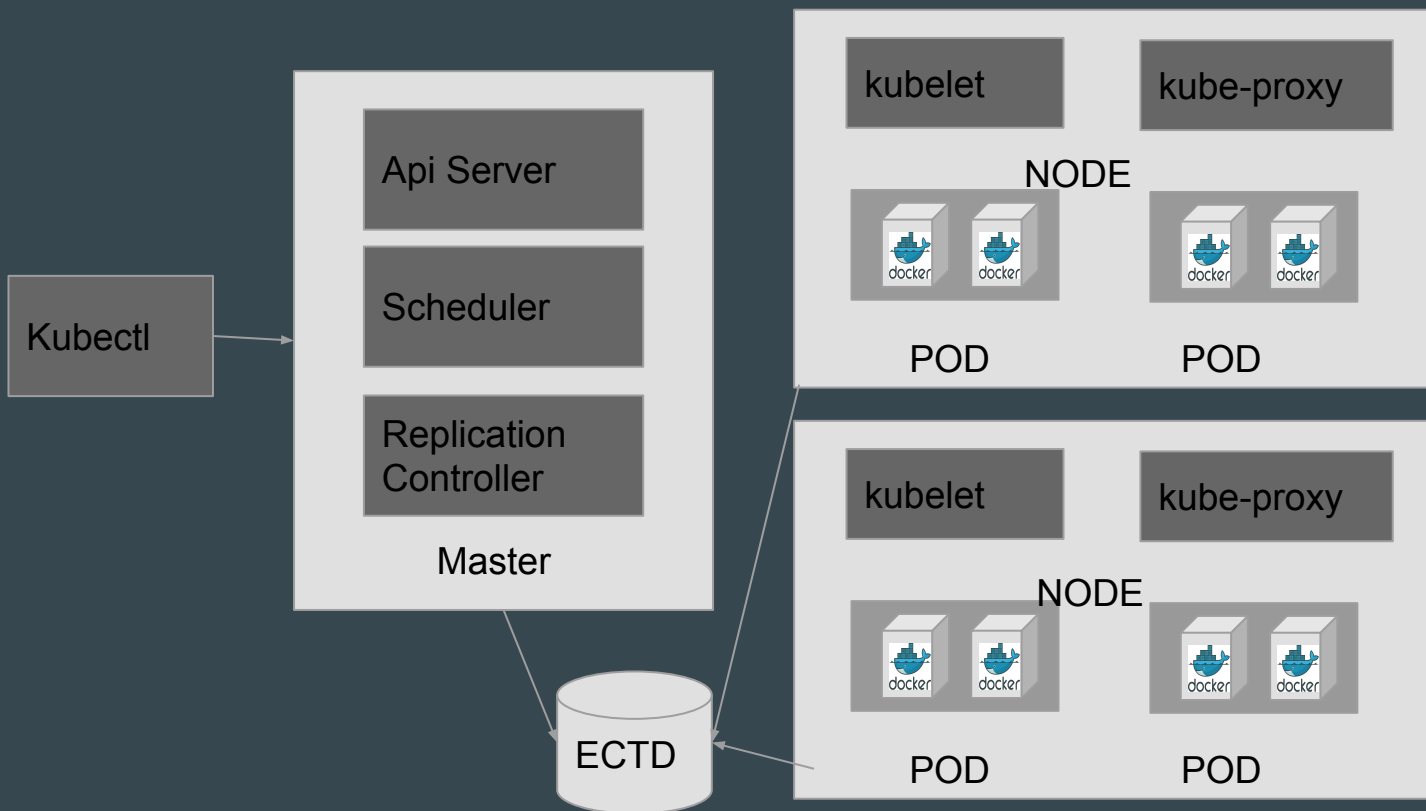 Kubectl
Api Server
Scheduler
Replication
Controller
Master
ECTD
kubelet
kube-proxy
NODE
docker
docker
docker
docker
POD
POD
kubelet
kube-proxy
NODE
docker
docker
docker
docker
POD
POD